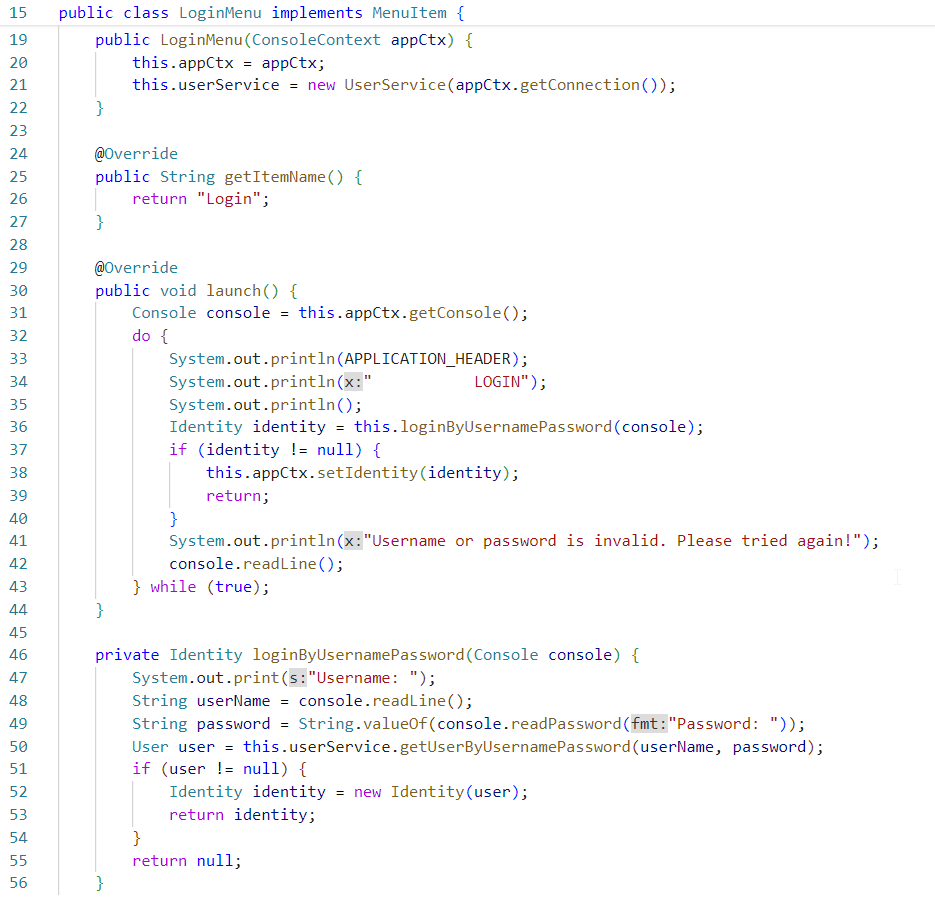 15 public class LoginMenu implements MenuItem {
19     public LoginMenu(ConsoleContext appCtx) {
20         this.appCtx = appCtx;
21         this.userService = new UserService(appCtx.getConnection());
22     }
23
24     @Override
25     public String getItemName() {
26         return "Login";
27     }
28
29     @Override
30     public void launch() {
31         Console console = this.appCtx.getConsole();
32         do {
33             System.out.println(APPLICATION_HEADER);
34             System.out.println(x:"           LOGIN");
35             System.out.println();
36             Identity identity = this.loginByUsernamePassword(console);
37             if (identity != null) {
38                 this.appCtx.setIdentity(identity);
39                 return;
40             }
41             System.out.println(x:"Username or password is invalid. Please tried again!");
42             console.readLine();
43         } while (true);
44     }
45
46     private Identity loginByUsernamePassword(Console console) {
47         System.out.print(s:"Username: ");
48         String userName = console.readLine();
49         String password = String.valueOf(console.readPassword(fmt:"Password: "));
50         User user = this.userService.getUserByUsernamePassword(userName, password);
51         if (user != null) {
52             Identity identity = new Identity(user);
53             return identity;
54         }
55         return null;
56     }